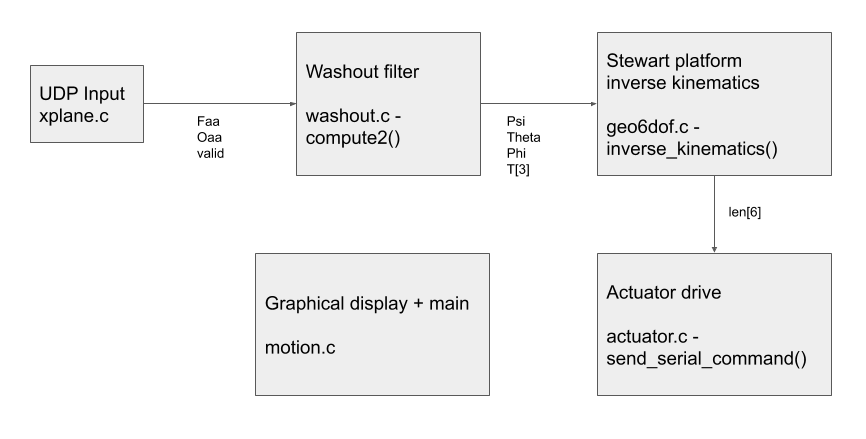 UDP Input
xplane.c
Faa
Oaa
valid
Washout filter
washout.c -
compute2()
Psi
Theta
Phi
T[3]
Stewart platform
inverse kinematics
geo6dof.c -
inverse_kinematics()
len[6]
Graphical display + main
motion.c
Actuator drive
actuator.c -
send_serial_command()